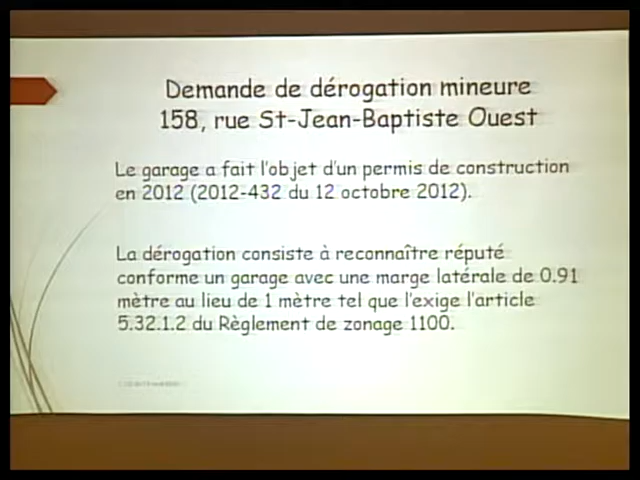 Demande de dérogation mineure
158, rue St-Jean-Baptiste Ouest
Le garage a fait l'objet d'un permis de construction
en 2012 (2012-432 du 12 octobre 2012).
La dérogation consiste à reconnaître réputé
conforme un garage avec une marge latérale de 0.91
mètre au lieu de 1 mètre tel que l'exige l'article
5.32.1.2 du Règlement de zonage 1100.